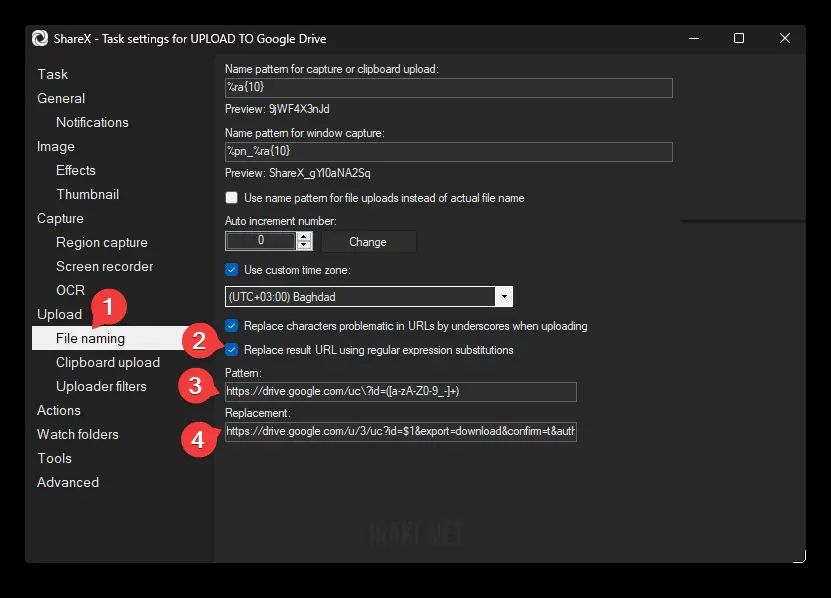 ShareX - Task settings for UPLOAD TO Google Drive
Task
General
Notifications
Image
Effects
Thumbnail
Capture
Region capture
Screen recorder
OCR
Upload
File naming
Clipboard upload
Uploader filters
Actions
Watch folders
Tools
Advanced
1
2
3
4
Name pattern for capture or clipboard upload:
%ra{10}
Preview: 9jWF4X3nJd
Name pattern for window capture:
%pn_%ra{10}
Preview: ShareX_gYl0aNA2Sq
Use name pattern for file uploads instead of actual file name
Auto increment number:
0
Change
Use custom time zone:
(UTC+03:00) Baghdad
Replace characters problematic in URLs by underscores when uploading
Replace result URL using regular expression substitutions
Pattern:
https://drive.google.com/uc\?id=([a-zA-Z0-9_-]+)
Replacement:
https://drive.google.com/u/3/uc?id=$1&export=download&confirm=t&auth
IRAKI.NET